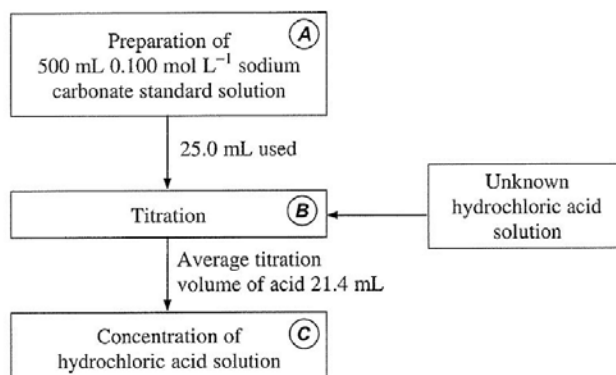 A
Preparation of
500 mL 0.100 mol L⁻¹ sodium
carbonate standard solution
25.0 mL used
Titration
B
Unknown
hydrochloric acid
solution
Average titration
volume of acid 21.4 mL
Concentration of
C
hydrochloric acid solution